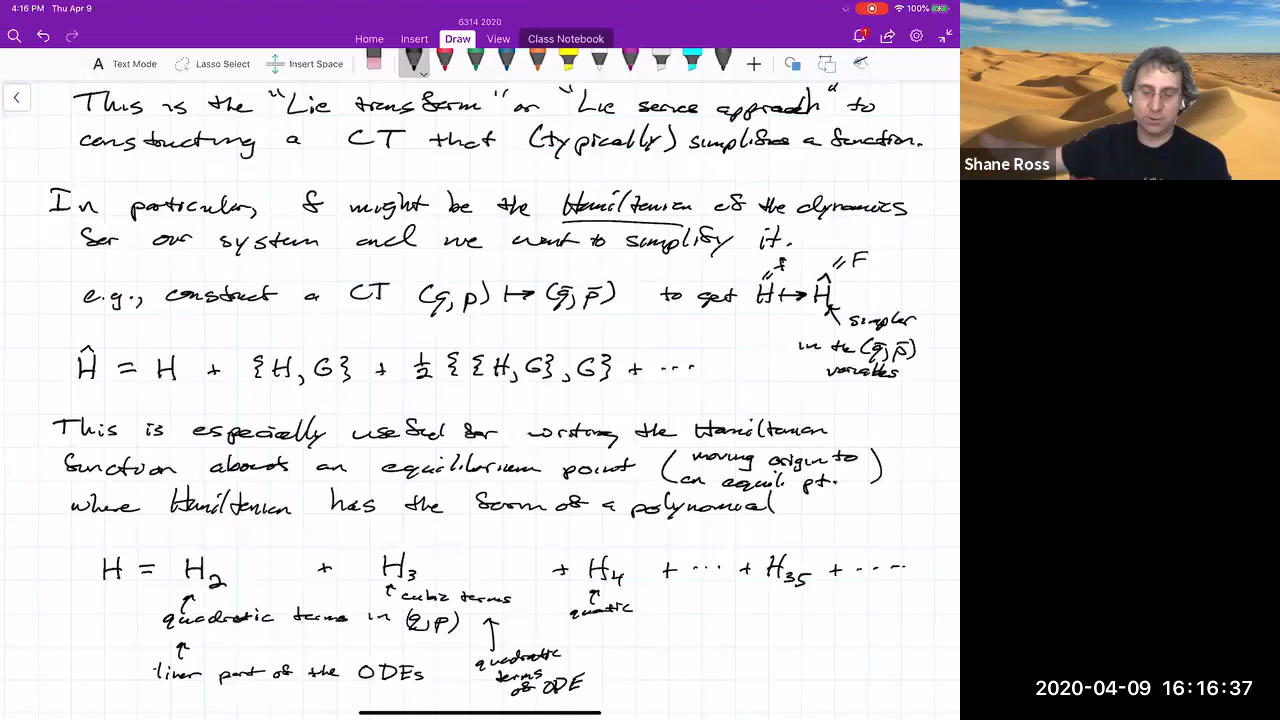 4:16 PM Thu Apr 9
100%
6314 2020
Home Insert Draw View Class Notebook
Text Mode Lasso Select Insert Space
This is the "Lie transform" or "Lie series approach" to
constructing a CT that (typically) simplifies a function.
In particular, f might be the Hamiltonian of the dynamics
for our system and we want to simplify it.
e.g., construct a CT (q, p) ↦ (q̄, p̄) to get H ↦ Ĥ
= f
= F
simpler
in the (q̄, p̄)
variables
Ĥ = H + {H, G} + ½ {{H, G}, G} + ...
This is especially useful for writing the Hamiltonian
function about an equilibrium point (moving origin to an equil. pt.)
where Hamiltonian has the form of a polynomial
H = H₂ + H₃ + H₄ + ... + H₃₅ + ...
↑ cubic terms
quadratic terms in (q, p)
quartic
linear part of the ODEs
quadratic
terms
of ODE
Shane Ross
2020-04-09 16:16:37